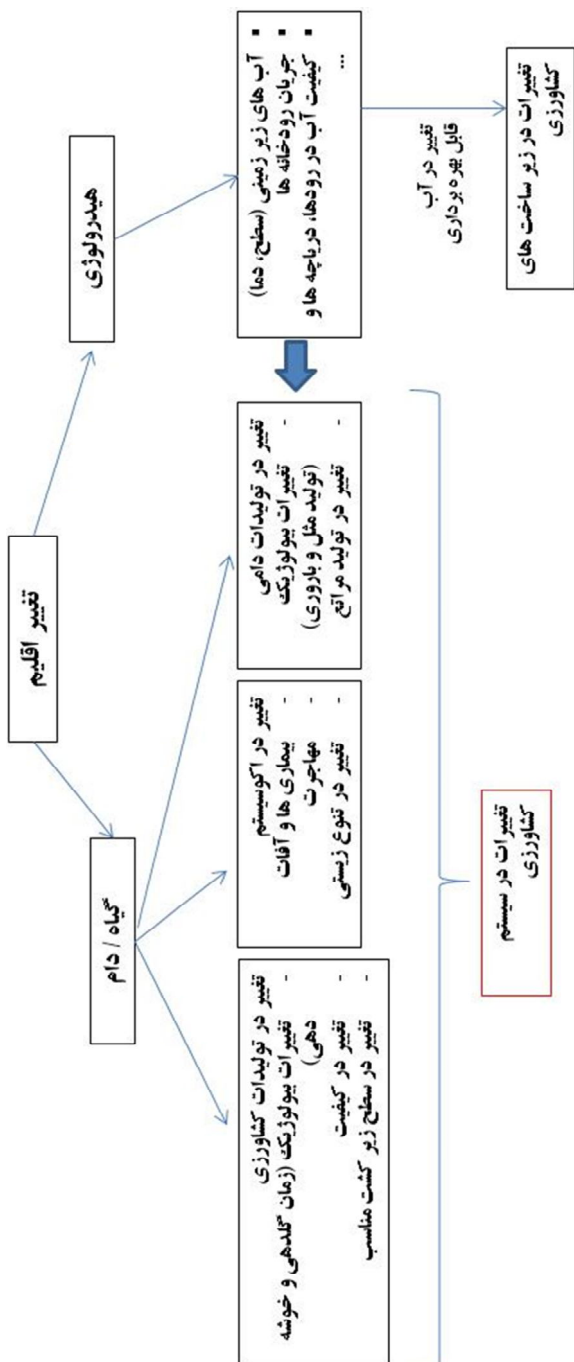 تغییر اقلیم
هیدرولوژی
گیاه / دام
▪ آب های زیر زمینی (سطح، دما)
▪ جریان رودخانه ها
▪ کیفیت آب در رودها، دریاچه ها و
...
تغییر در آب
قابل بهره برداری
تغییرات در زیر ساخت های
کشاورزی
تغییر در تولیدات دامی
- تغییرات بیولوژیک
(تولید مثل و باروری)
- تغییر در تولید مراتع
تغییر در اکوسیستم
- بیماری ها و آفات
- مهاجرت
- تغییر در تنوع زیستی
تغییر در تولیدات کشاورزی
- تغییرات بیولوژیک (زمان گلدهی و خوشه
دهی)
- تغییر در کیفیت
- تغییر در سطح زیر کشت مناسب
تغییرات در سیستم
کشاورزی